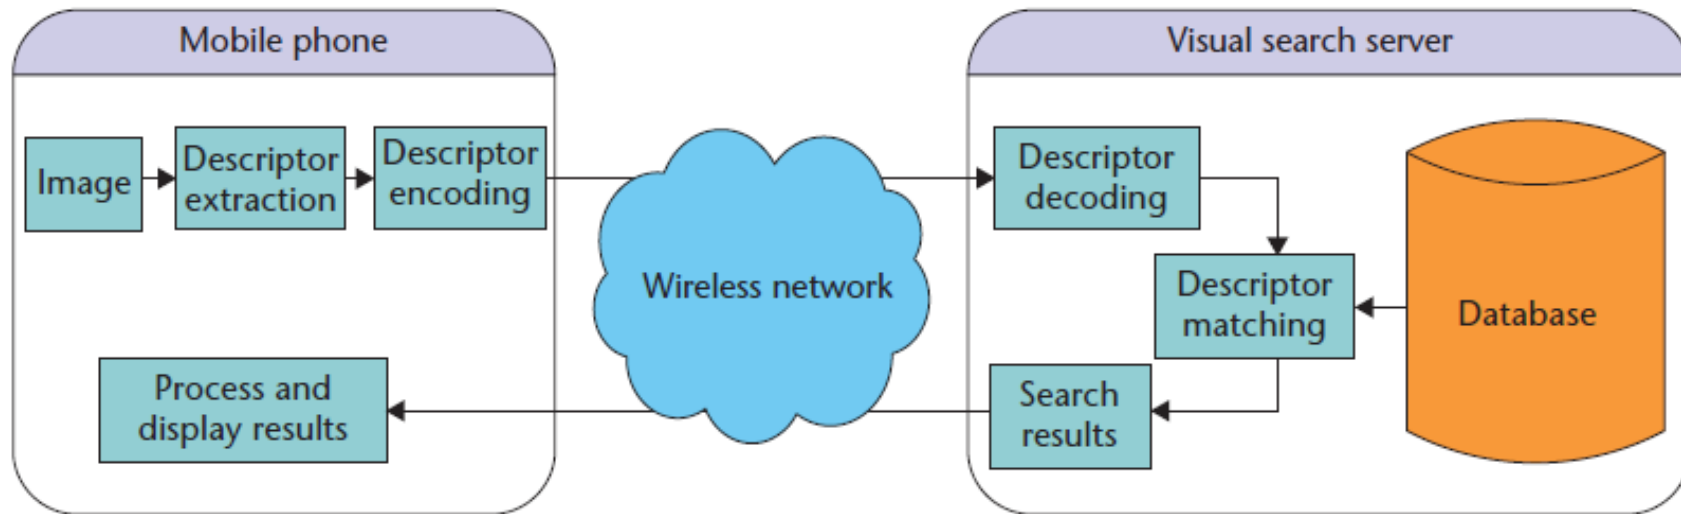 Mobile phone
Visual search server
Image
Descriptor
extraction
Descriptor
encoding
Wireless network
Descriptor
decoding
Descriptor
matching
Database
Search
results
Process and
display results